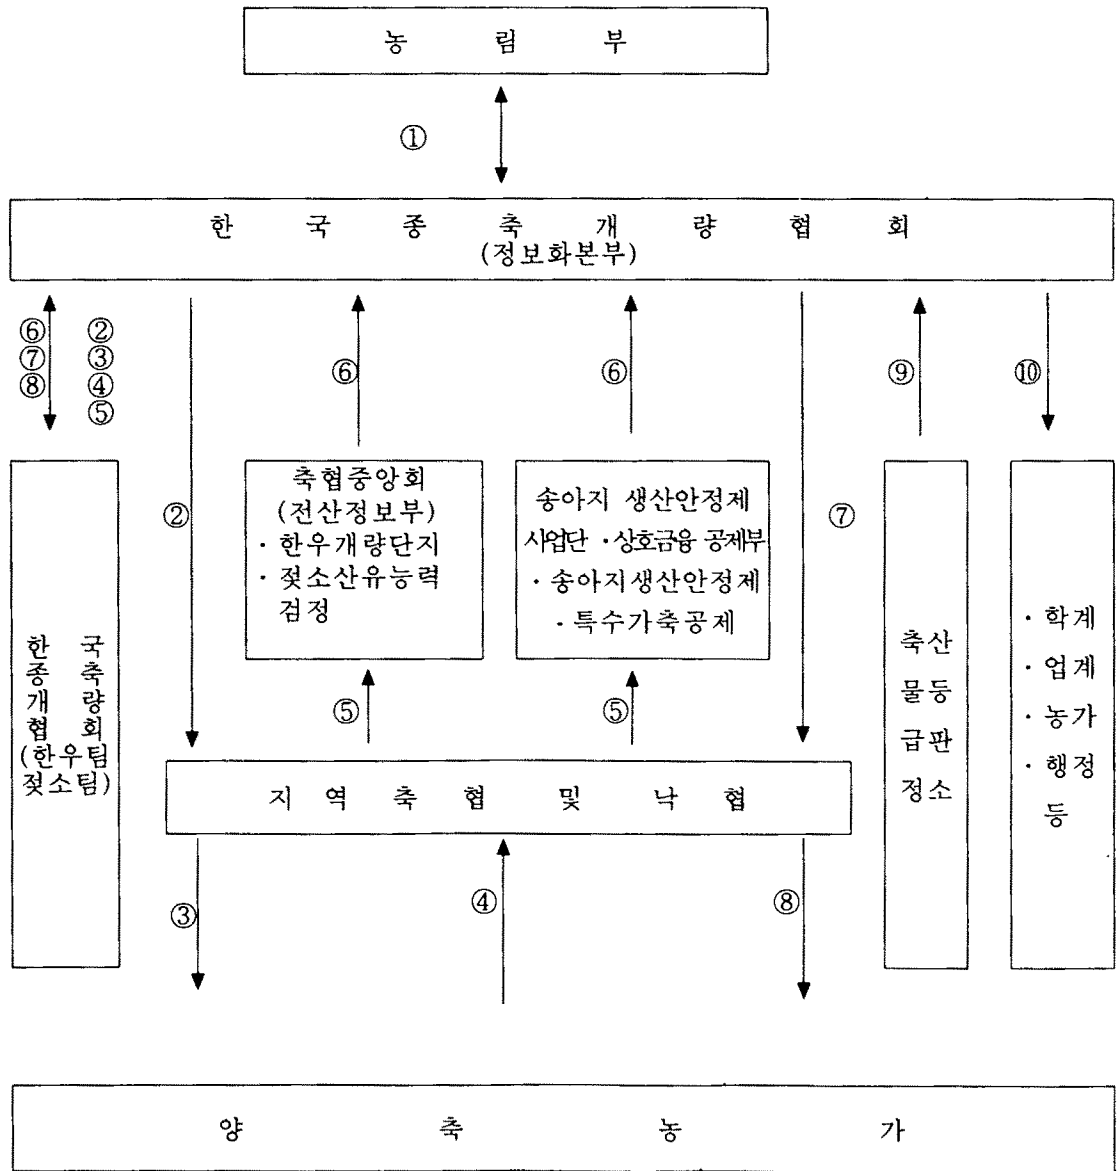 농 림 부
①
한 국 종 축 개 량 협 회
(정보화본부)
⑥ ②
⑦ ③
⑧ ④
⑤
②
⑥
⑥
⑦
⑨
⑩
한 국
종 축
개 량
협 회
(한우팀
젖소팀)
축협중앙회
(전산정보부)
· 한우개량단지
· 젖소산유능력
검정
송아지 생산안정제
사업단 · 상호금융 공제부
· 송아지생산안정제
· 특수가축공제
축산
물등
급판
정소
· 학계
· 업계
· 농가
· 행정
등
⑤
⑤
지 역 축 협 및 낙 협
③
④
⑧
양 축 농 가